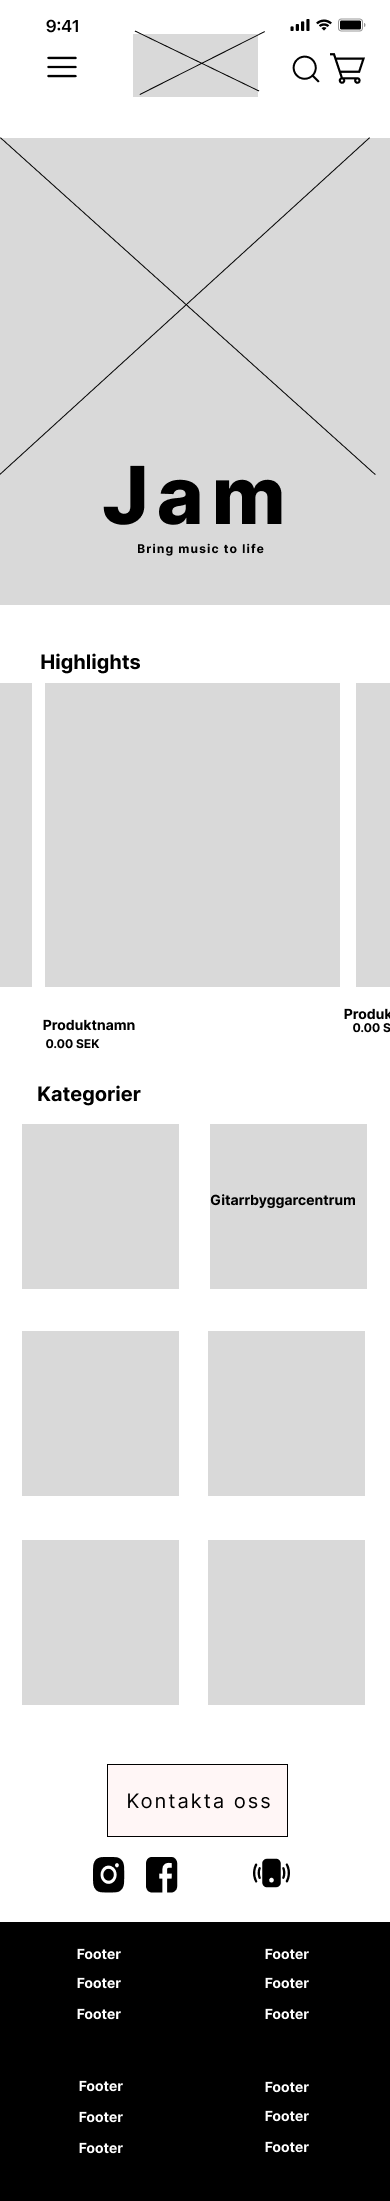 9:41
Jam
Bring music to life
Highlights
Produktnamn
0.00 SEK
Produk
0.00 S
Kategorier
Gitarrbyggarcentrum
Kontakta oss
Footer Footer
Footer Footer
Footer Footer
Footer Footer
Footer Footer
Footer Footer